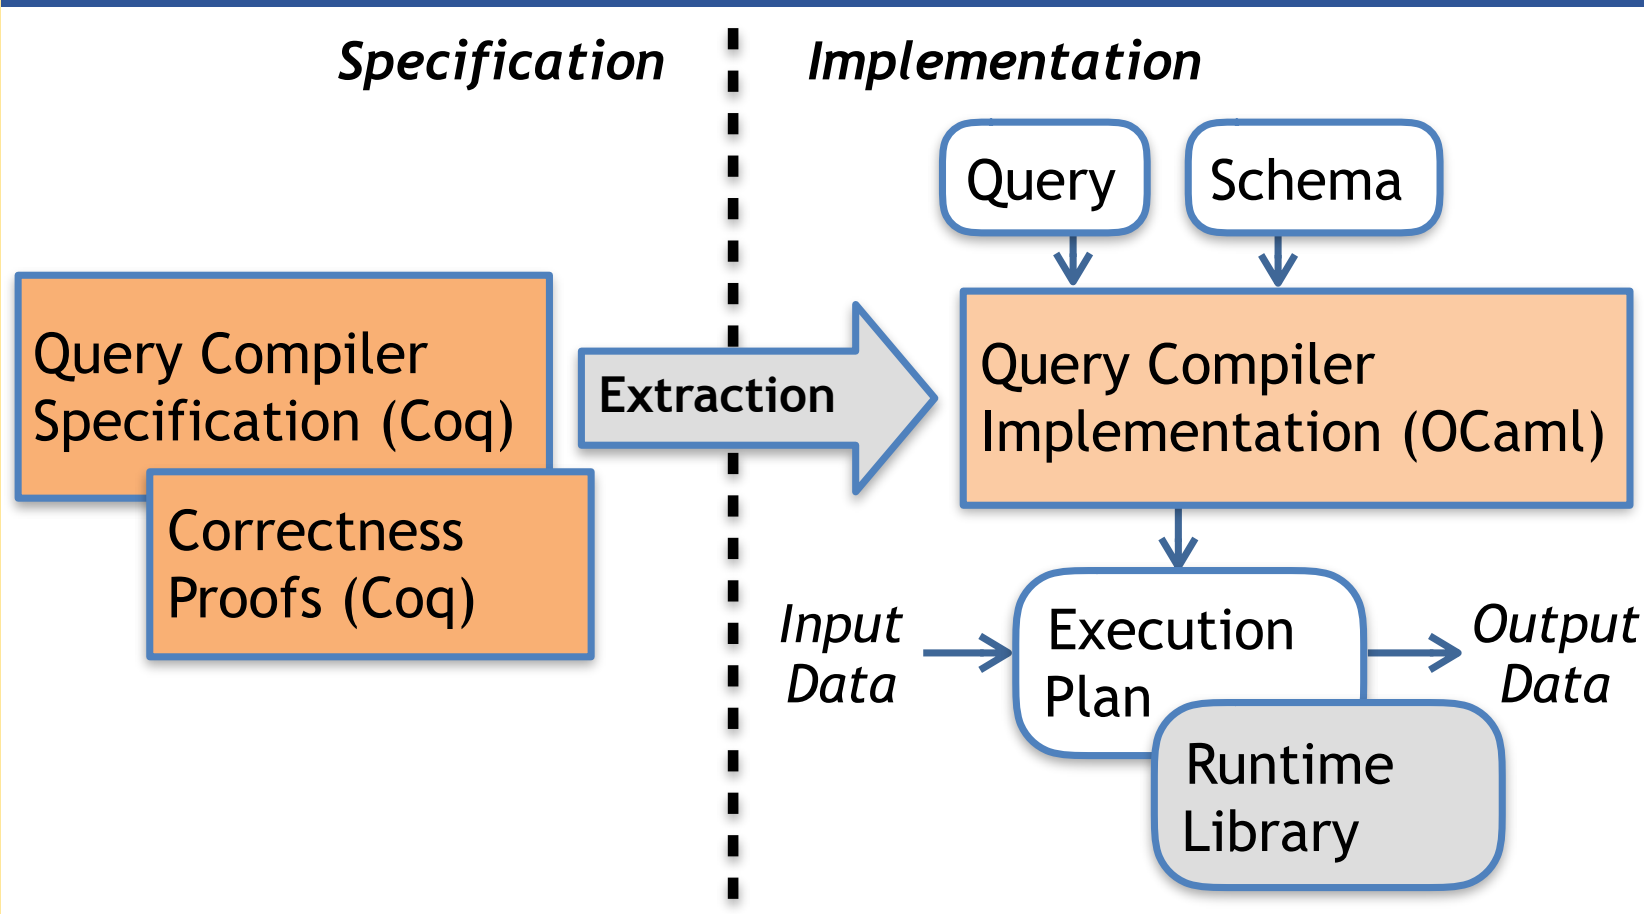 Specification
Implementation
Query
Schema
Query Compiler
Specification (Coq)
Correctness
Proofs (Coq)
Extraction
Query Compiler
Implementation (OCaml)
Input
Data
Execution
Plan
Output
Data
Runtime
Library